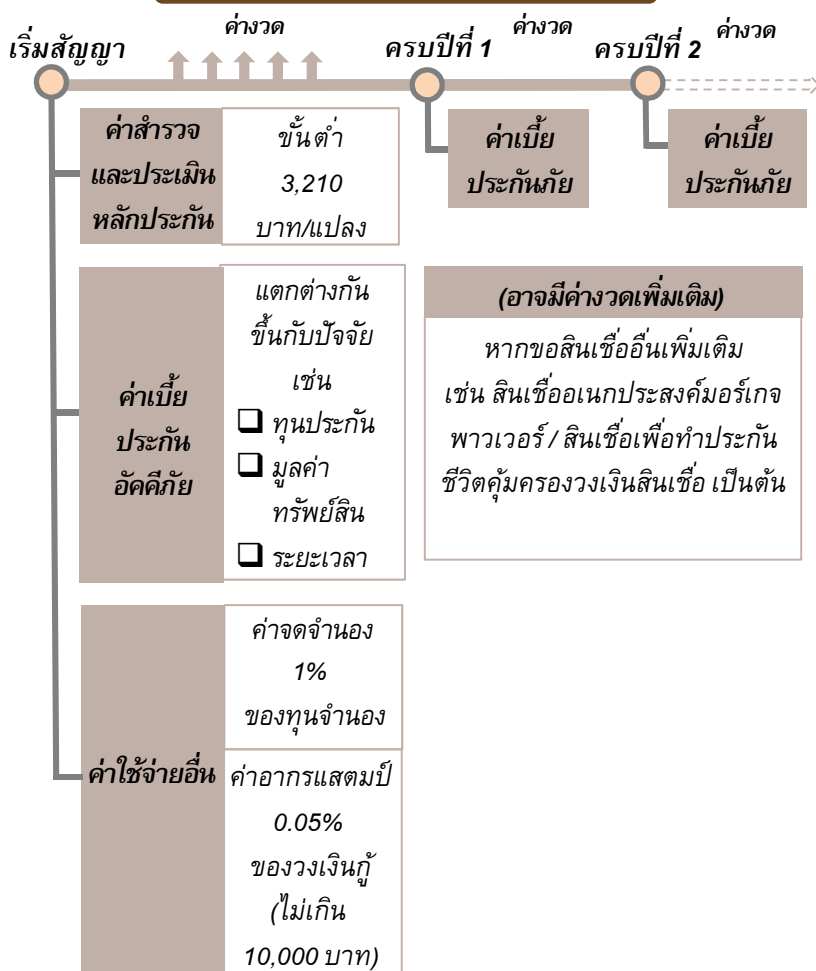 ค่างวด
ค่างวด
ค่างวด
เริ่มสัญญา
ครบปีที่ 1
ครบปีที่ 2
ค่าสำรวจ
และประเมิน
หลักประกัน
ขั้นต่ำ
3,210
บาท/แปลง
ค่าเบี้ย
ประกันภัย
ค่าเบี้ย
ประกันภัย
ค่าเบี้ย
ประกัน
อัคคีภัย
แตกต่างกัน
ขึ้นกับปัจจัย
เช่น
❑ ทุนประกัน
❑ มูลค่า
ทรัพย์สิน
❑ ระยะเวลา
(อาจมีค่างวดเพิ่มเติม)
หากขอสินเชื่ออื่นเพิ่มเติม
เช่น สินเชื่ออเนกประสงค์มอร์เกจ
พาวเวอร์ / สินเชื่อเพื่อทำประกัน
ชีวิตคุ้มครองวงเงินสินเชื่อ เป็นต้น
ค่าใช้จ่ายอื่น
ค่าจดจำนอง
1%
ของทุนจำนอง
ค่าอากรแสตมป์
0.05%
ของวงเงินกู้
(ไม่เกิน
10,000 บาท)